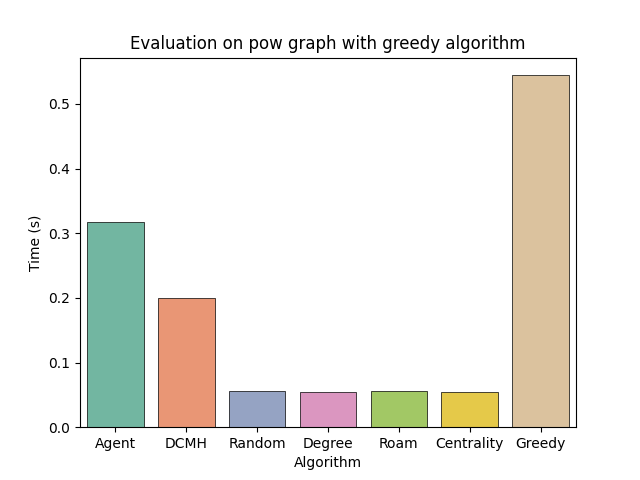 Evaluation on pow graph with greedy algorithm
Time (s)
0.5
0.4
0.3
0.2
0.1
0.0
Agent DCMH Random Degree Roam Centrality Greedy
Algorithm